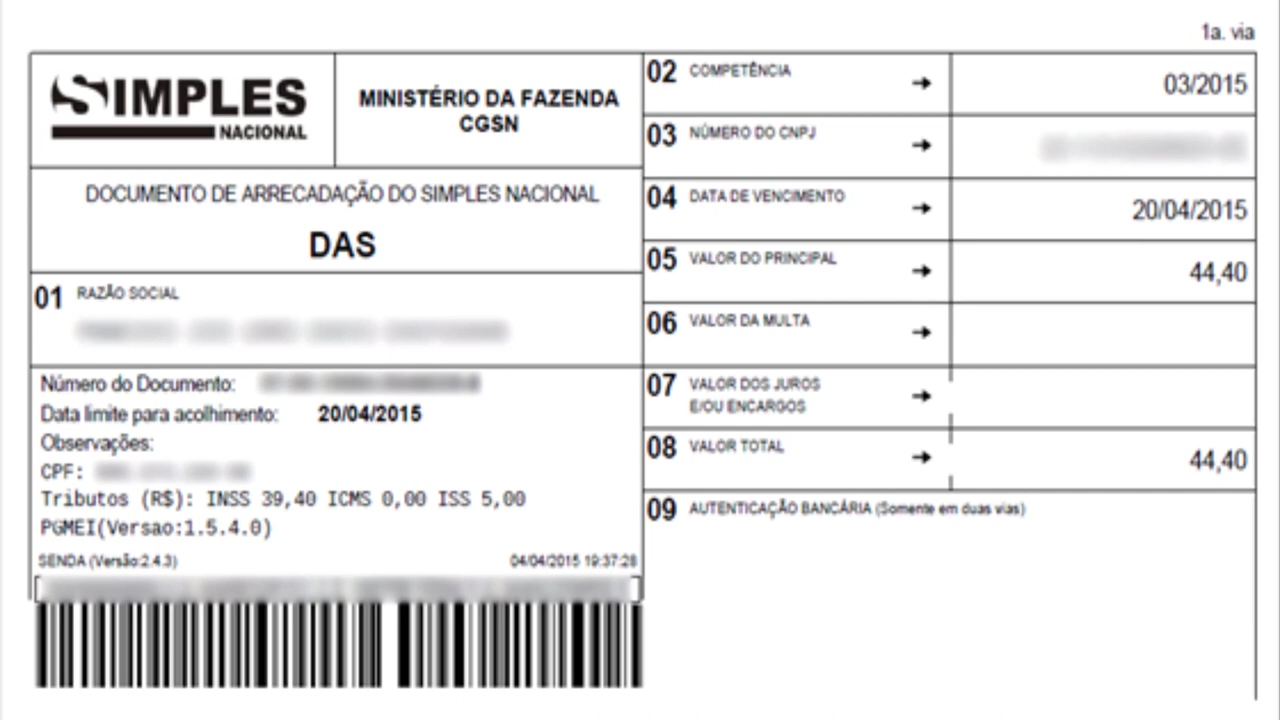 1a. via
SIMPLES
NACIONAL
MINISTÉRIO DA FAZENDA
CGSN
DOCUMENTO DE ARRECADAÇÃO DO SIMPLES NACIONAL
DAS
01 RAZÃO SOCIAL
Número do Documento:
Data limite para acolhimento: 20/04/2015
Observações:
CPF:
Tributos (R$): INSS 39,40 ICMS 0,00 ISS 5,00
PGMEI(Versao:1.5.4.0)
SENDA (Versão:2.4.3) 04/04/2015 19:37:28
02 COMPETÊNCIA 03/2015
03 NÚMERO DO CNPJ
04 DATA DE VENCIMENTO 20/04/2015
05 VALOR DO PRINCIPAL 44,40
06 VALOR DA MULTA
07 VALOR DOS JUROS
E/OU ENCARGOS
08 VALOR TOTAL 44,40
09 AUTENTICAÇÃO BANCÁRIA (Somente em duas vias)